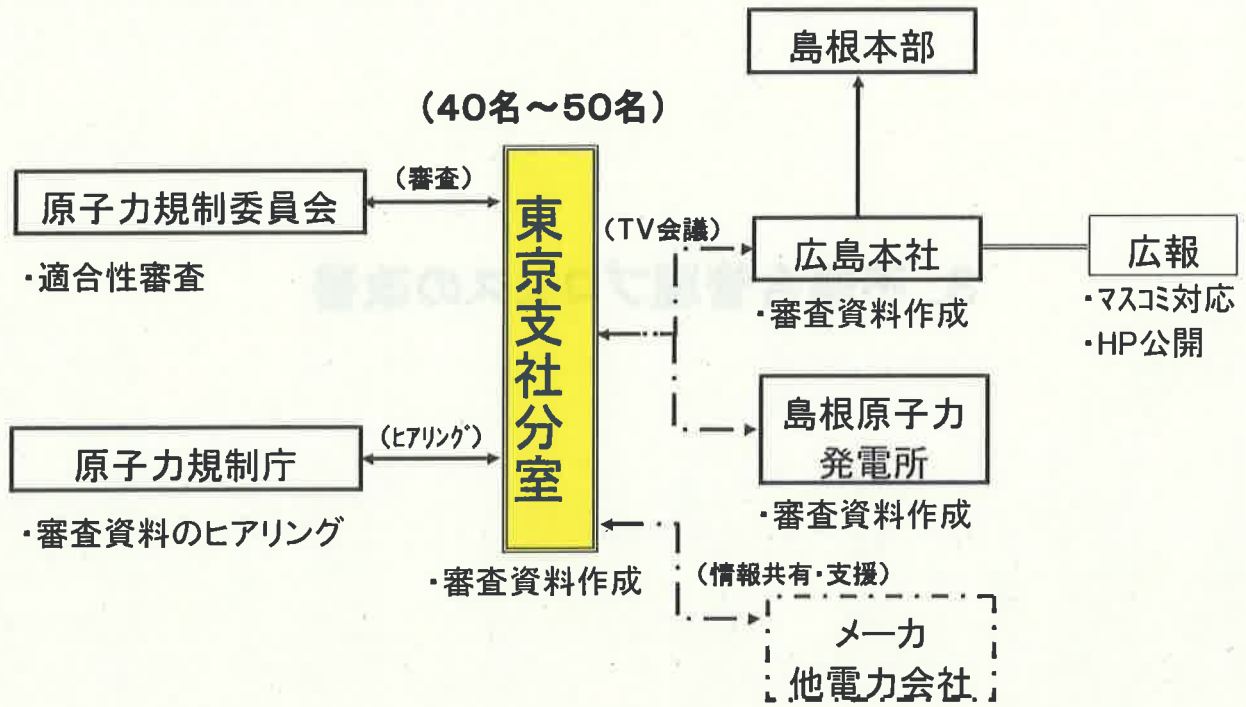 島根本部
(40名～50名)
原子力規制委員会
(審査)
・適合性審査
東京支社分室
(TV会議)
広島本社
・審査資料作成
広報
・マスコミ対応
・HP公開
原子力規制庁
(ヒアリング)
・審査資料のヒアリング
島根原子力
発電所
・審査資料作成
・審査資料作成
(情報共有・支援)
メーカ
他電力会社